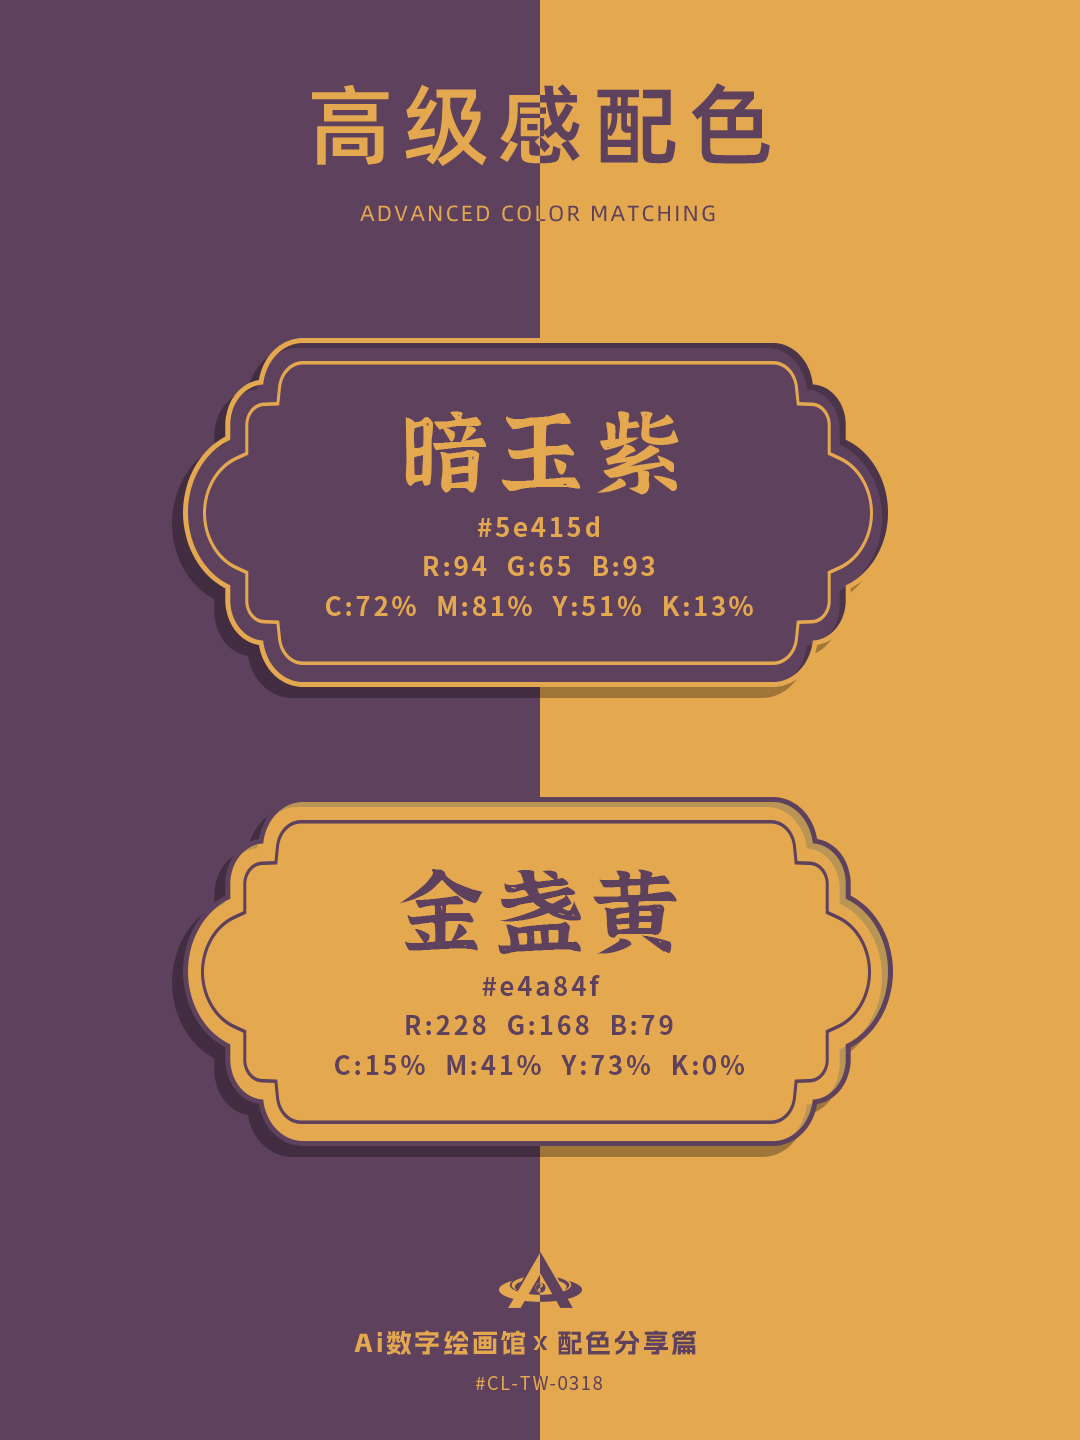 高级感配色
ADVANCED COLOR MATCHING
暗玉紫
#5e415d
R:94 G:65 B:93
C:72% M:81% Y:51% K:13%
金盏黄
#e4a84f
R:228 G:168 B:79
C:15% M:41% Y:73% K:0%
Ai数字绘画馆 x 配色分享篇
#CL-TW-0318